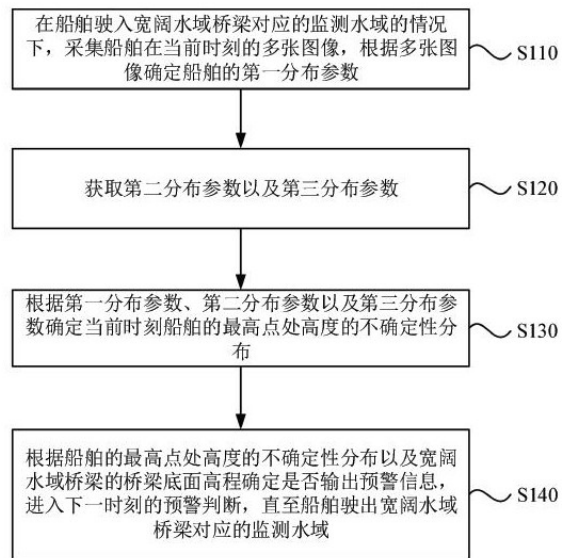 在船舶驶入宽阔水域桥梁对应的监测水域的情况
下，采集船舶在当前时刻的多张图像，根据多张图
像确定船舶的第一分布参数
S110
获取第二分布参数以及第三分布参数
S120
根据第一分布参数、第二分布参数以及第三分布参
数确定当前时刻船舶的最高点处高度的不确定性分
布
S130
根据船舶的最高点处高度的不确定性分布以及宽阔
水域桥梁的桥梁底面高程确定是否输出预警信息，
进入下一时刻的预警判断，直至船舶驶出宽阔水域
桥梁对应的监测水域
S140